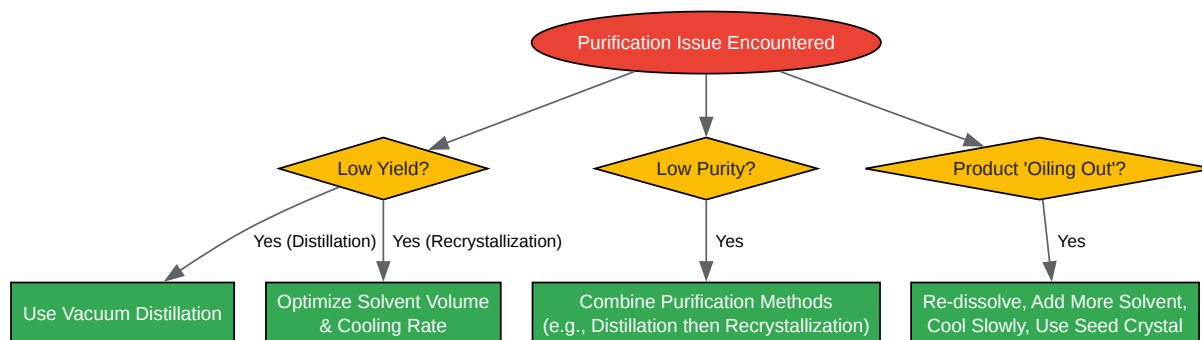 Purification Issue Encountered
Low Yield?
Low Purity?
Product 'Oiling Out'?
Yes (Distillation)
Yes (Recrystallization)
Yes
Yes
Use Vacuum Distillation
Optimize Solvent Volume
& Cooling Rate
Combine Purification Methods
(e.g., Distillation then Recrystallization)
Re-dissolve, Add More Solvent,
Cool Slowly, Use Seed Crystal